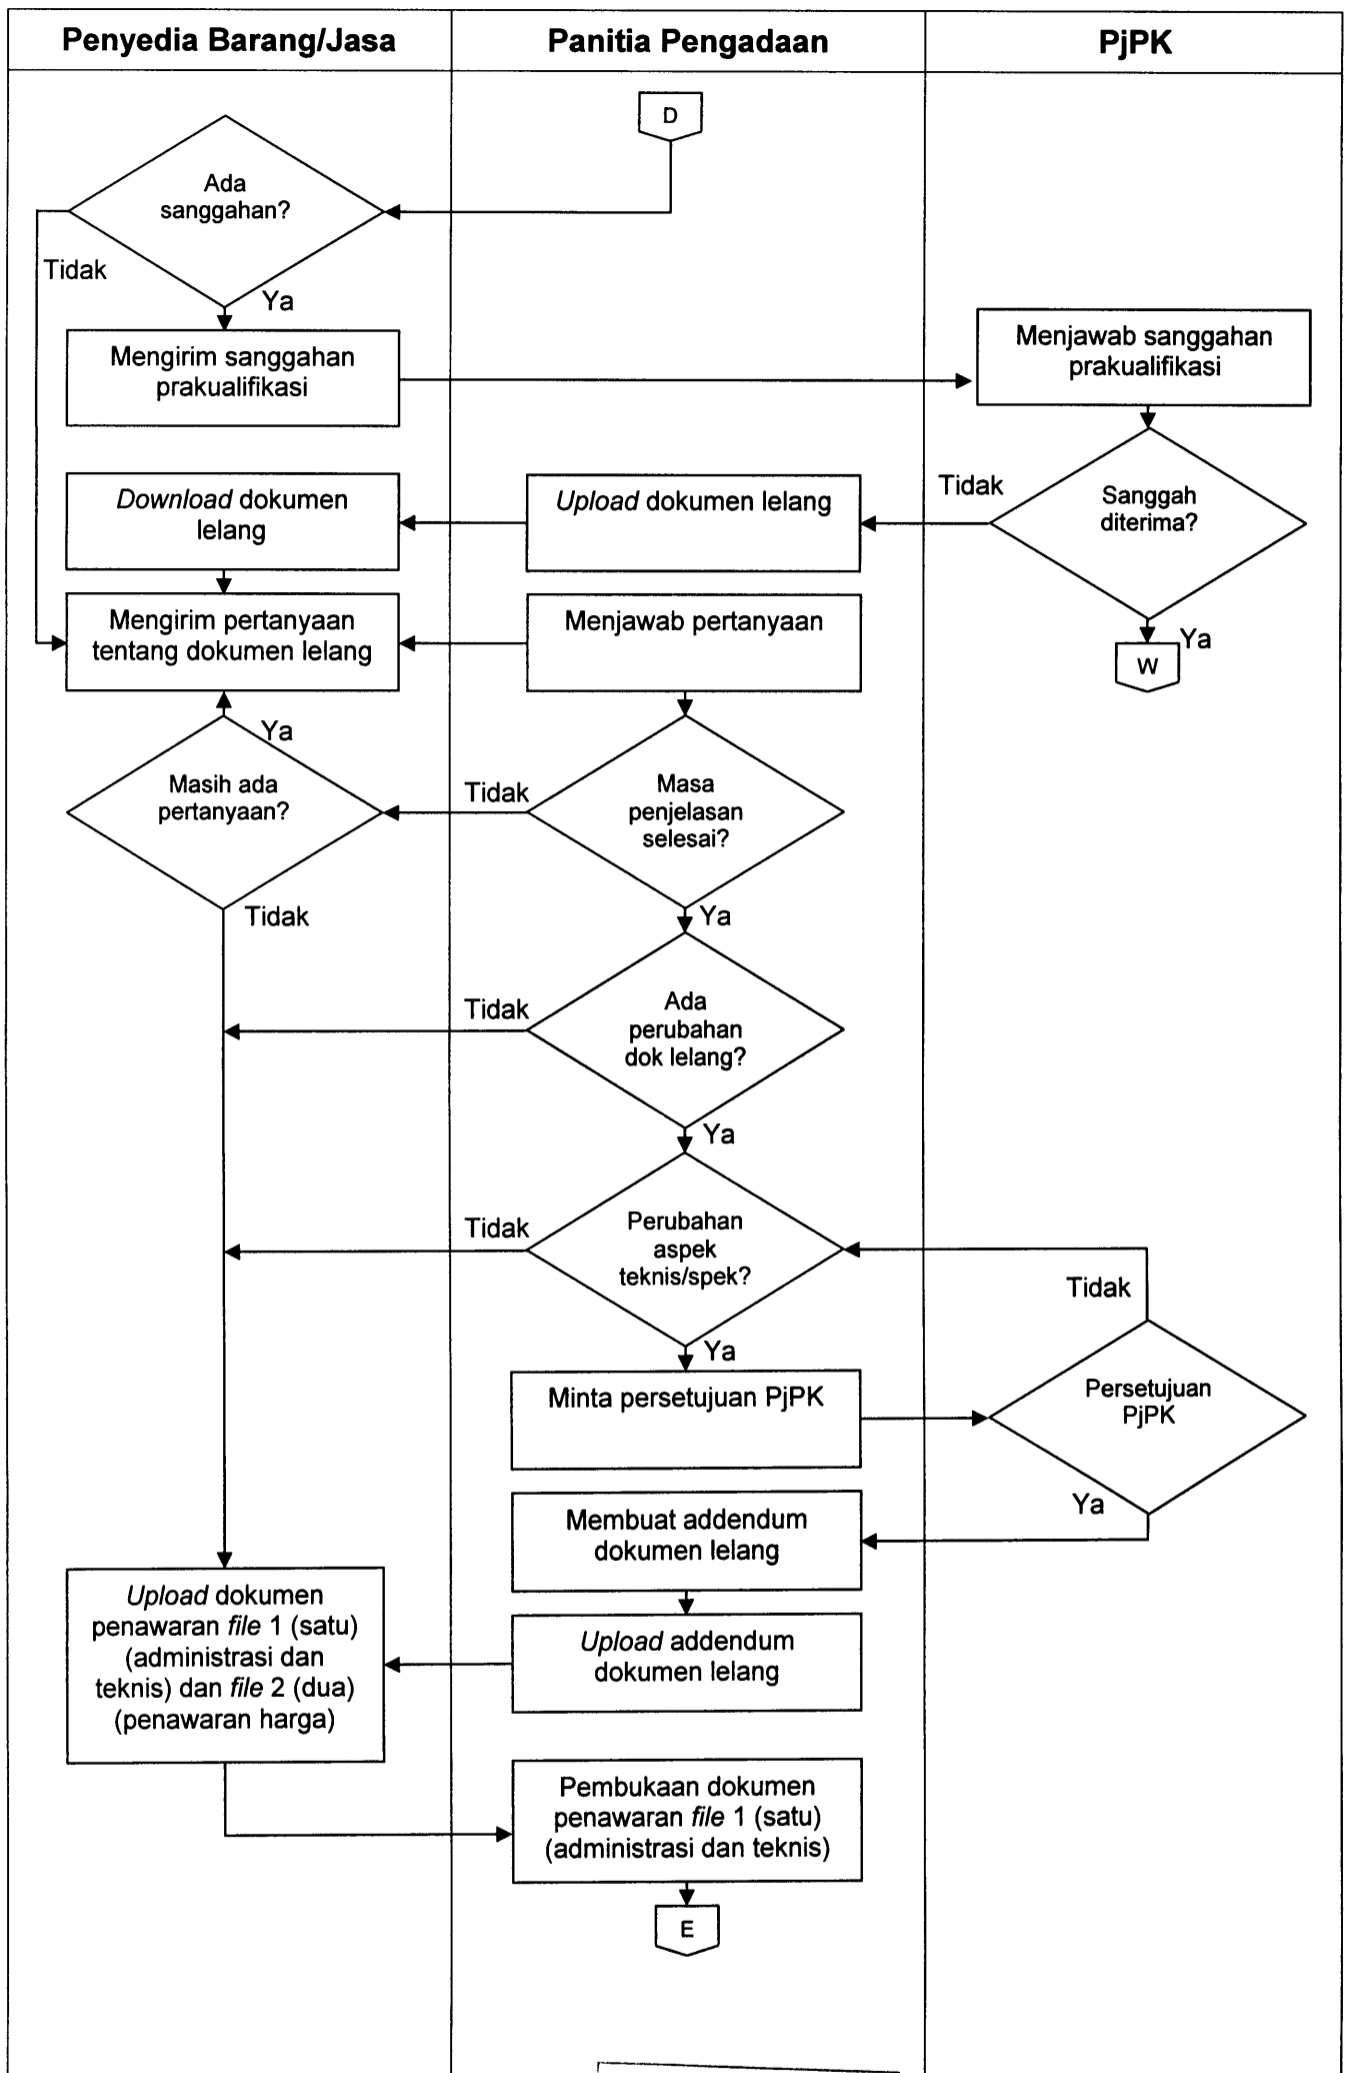 Penyedia Barang/Jasa
Panitia Pengadaan
PjPK
D
Ada
sanggahan?
Tidak
Ya
Mengirim sanggahan
prakualifikasi
Menjawab sanggahan
prakualifikasi
Download dokumen
lelang
Upload dokumen lelang
Tidak
Sanggah
diterima?
Mengirim pertanyaan
tentang dokumen lelang
Menjawab pertanyaan
Ya
W
Ya
Masih ada
pertanyaan?
Tidak
Masa
penjelasan
selesai?
Tidak
Ya
Tidak
Ada
perubahan
dok lelang?
Ya
Tidak
Perubahan
aspek
teknis/spek?
Tidak
Ya
Minta persetujuan PjPK
Persetujuan
PjPK
Ya
Membuat addendum
dokumen lelang
Upload dokumen
penawaran file 1 (satu)
(administrasi dan
teknis) dan file 2 (dua)
(penawaran harga)
Upload addendum
dokumen lelang
Pembukaan dokumen
penawaran file 1 (satu)
(administrasi dan teknis)
E